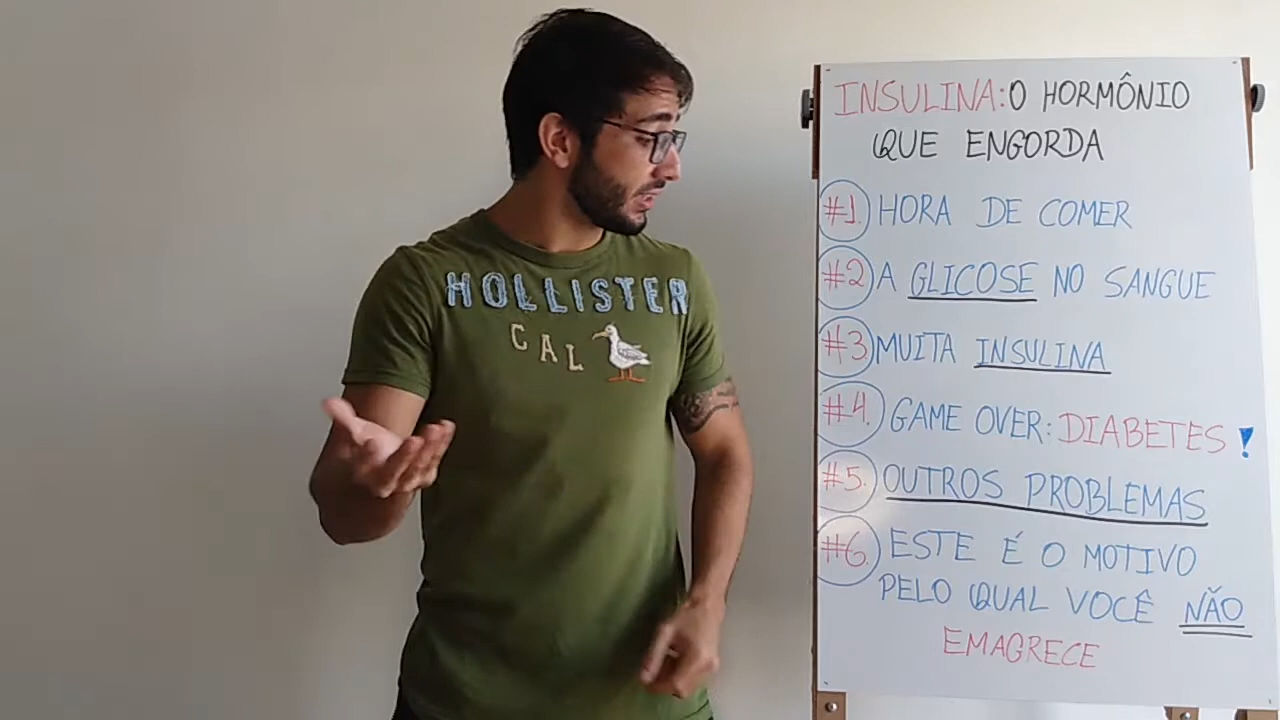 HOLLISTER
CAL
INSULINA: O HORMÔNIO
QUE ENGORDA
#1. HORA DE COMER
#2 A GLICOSE NO SANGUE
#3 MUITA INSULINA
#4. GAME OVER: DIABETES!
#5. OUTROS PROBLEMAS
#6. ESTE É O MOTIVO
PELO QUAL VOCÊ NÃO
EMAGRECE